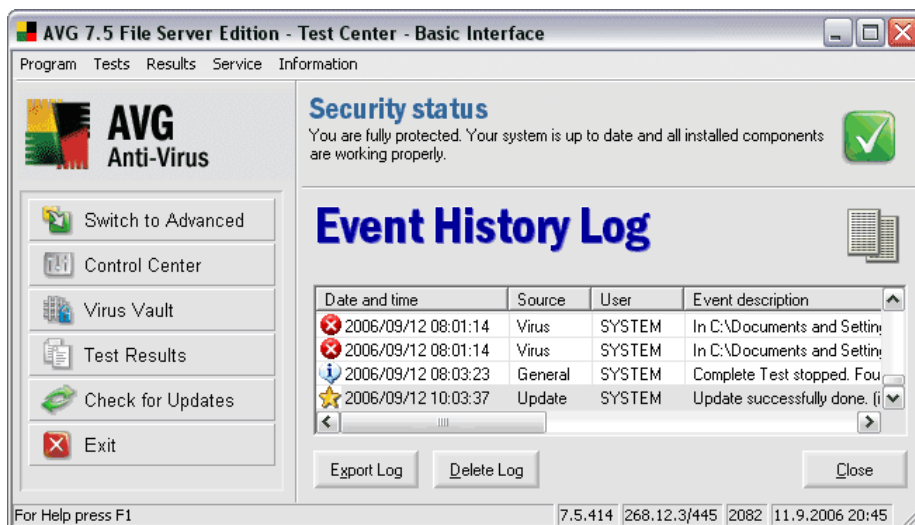 AVG 7.5 File Server Edition - Test Center - Basic Interface
Program Tests Results Service Information
AVG
Anti-Virus
Security status
You are fully protected. Your system is up to date and all installed components
are working properly.
Switch to Advanced
Control Center
Virus Vault
Test Results
Check for Updates
Exit
Event History Log
Date and time Source User Event description
2006/09/12 08:01:14 Virus SYSTEM In C:\Documents and Setting
2006/09/12 08:01:14 Virus SYSTEM In C:\Documents and Setting
2006/09/12 08:03:23 General SYSTEM Complete Test stopped. Fou
2006/09/12 10:03:37 Update SYSTEM Update successfully done. (i
Export Log Delete Log Close
For Help press F1 7.5.414 268.12.3/445 2082 11.9.2006 20:45